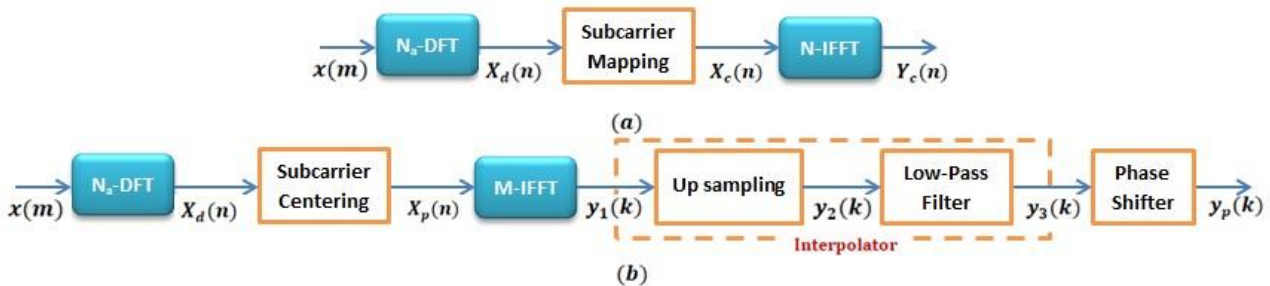 Nₐ-DFT
Subcarrier
Mapping
N-IFFT
x(m)
X_d(n)
X_c(n)
Y_c(n)
(a)
Nₐ-DFT
Subcarrier
Centering
M-IFFT
Up sampling
Low-Pass
Filter
Phase
Shifter
x(m)
X_d(n)
X_p(n)
y₁(k)
y₂(k)
y₃(k)
y_p(k)
Interpolator
(b)